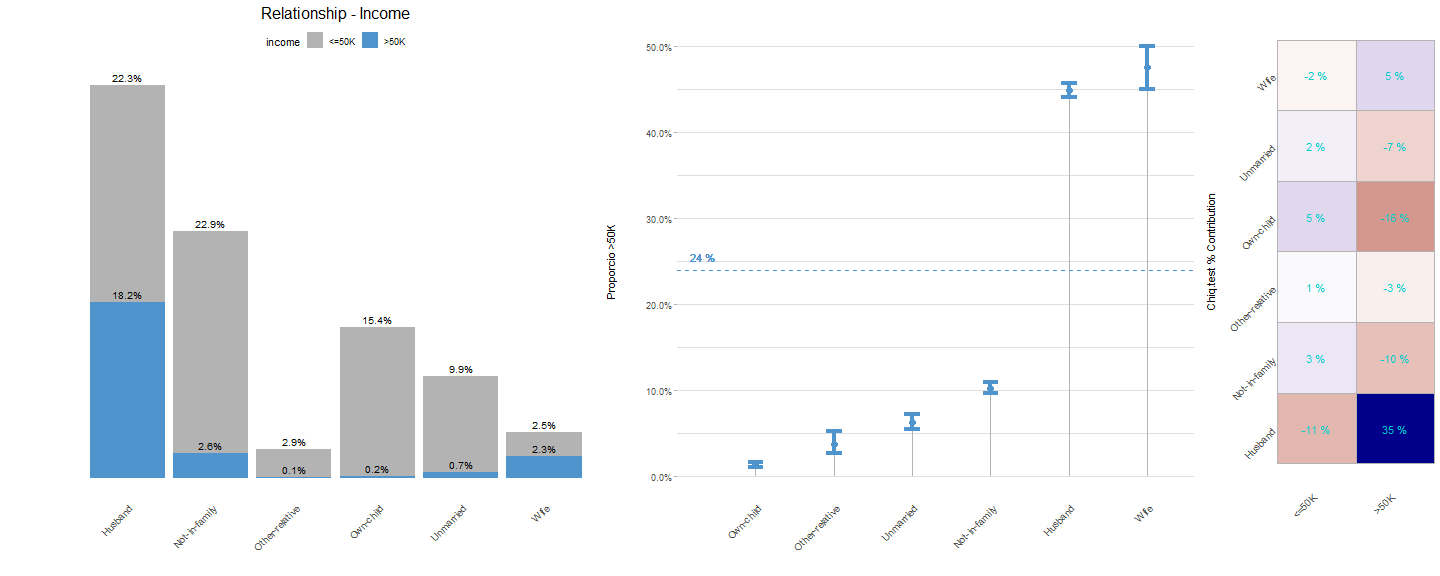 Relationship - Income
income <=50K >50K
22.3%
18.2%
22.9%
2.6%
2.9%
0.1%
15.4%
0.2%
9.9%
0.7%
2.5%
2.3%
Husband
Not-in-family
Other-relative
Own-child
Unmarried
Wife
Proporcio >50K
50.0%
40.0%
30.0%
20.0%
10.0%
0.0%
24 %
Own-child
Other-relative
Unmarried
Not-in-family
Husband
Wife
Chiq.test % Contribution
Wife
-2 % 5 %
Unmarried
2 % -7 %
Own-child
5 % -16 %
Other-relative
1 % -3 %
Not-in-family
3 % -10 %
Husband
-11 % 35 %
<=50K
>50K